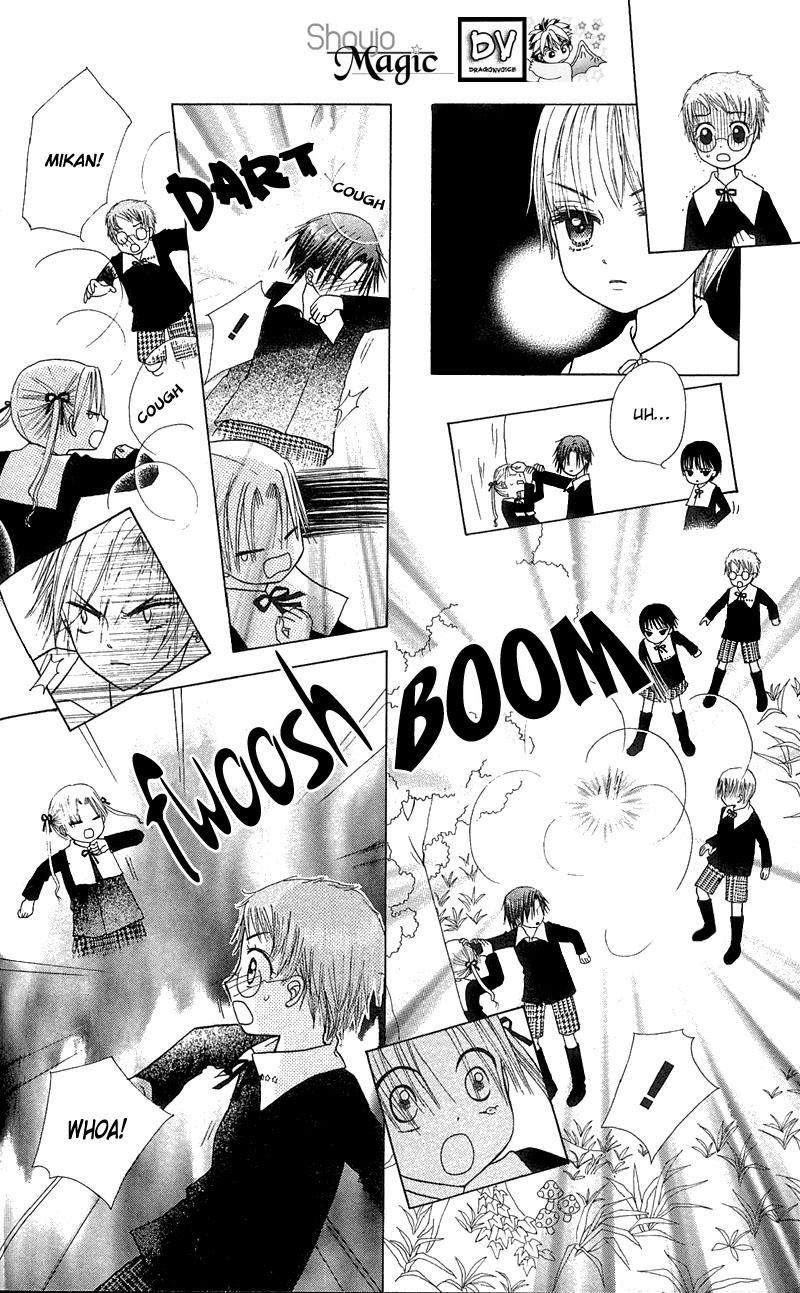 Shoujo
Magic
DV
DRAGONVOICE
UH...
BOOM
!
DART
COUGH
!
MIKAN!
COUGH
FWOOSH
WHOA!